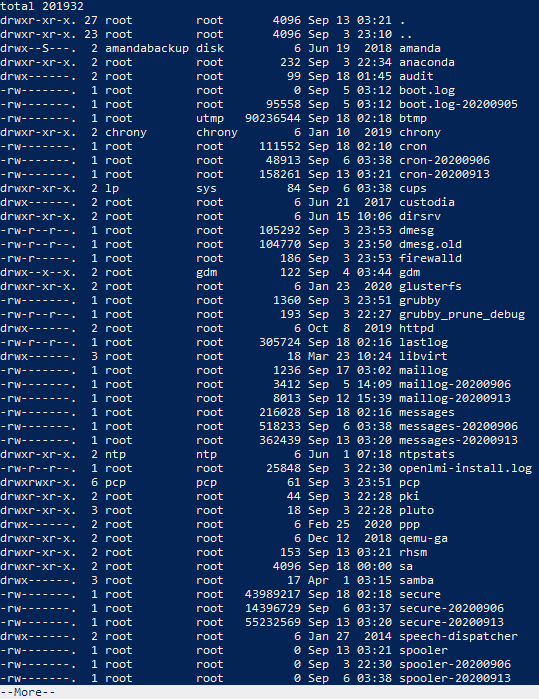 total 201932
drwxr-xr-x. 27 root         root       4096 Sep 13 03:21 .
drwxr-xr-x. 23 root         root       4096 Sep  3 23:10 ..
drwx--S---.  2 amandabackup disk          6 Jun 19  2018 amanda
drwxr-xr-x.  2 root         root        232 Sep  3 22:34 anaconda
drwx------.  2 root         root         99 Sep 18 01:45 audit
-rw-------.  1 root         root          0 Sep  5 03:12 boot.log
-rw-------.  1 root         root      95558 Sep  5 03:12 boot.log-20200905
-rw-------.  1 root         utmp   90236544 Sep 18 02:18 btmp
drwxr-xr-x.  2 chrony       chrony        6 Jan 10  2019 chrony
-rw-------.  1 root         root     111552 Sep 18 02:10 cron
-rw-------.  1 root         root      48913 Sep  6 03:38 cron-20200906
-rw-------.  1 root         root     158261 Sep 13 03:21 cron-20200913
drwxr-xr-x.  2 lp           sys          84 Sep  6 03:38 cups
drwx------.  2 root         root          6 Jun 21  2017 custodia
drwxr-xr-x.  2 root         root          6 Jun 15 10:06 dirsrv
-rw-r--r--.  1 root         root     105292 Sep  3 23:53 dmesg
-rw-r--r--.  1 root         root     104770 Sep  3 23:50 dmesg.old
-rw-r-----.  1 root         root        186 Sep  3 23:53 firewalld
drwx--x--x.  2 root         gdm         122 Sep  4 03:44 gdm
drwxr-xr-x.  2 root         root          6 Jan 23  2020 glusterfs
-rw-------.  1 root         root       1360 Sep  3 23:51 grubby
-rw-r--r--.  1 root         root        193 Sep  3 22:27 grubby_prune_debug
drwx------.  2 root         root          6 Oct  8  2019 httpd
-rw-r--r--.  1 root         root     305724 Sep 18 02:16 lastlog
drwx------.  3 root         root         18 Mar 23 10:24 libvirt
-rw-------.  1 root         root       1236 Sep 17 03:02 maillog
-rw-------.  1 root         root       3412 Sep  5 14:09 maillog-20200906
-rw-------.  1 root         root       8013 Sep 12 15:39 maillog-20200913
-rw-------.  1 root         root     216028 Sep 18 02:16 messages
-rw-------.  1 root         root     518233 Sep  6 03:38 messages-20200906
-rw-------.  1 root         root     362439 Sep 13 03:20 messages-20200913
drwxr-xr-x.  2 ntp          ntp           6 Jun  1 07:18 ntpstats
-rw-r--r--.  1 root         root      25848 Sep  3 22:30 openlmi-install.log
drwxrwxr-x.  6 pcp          pcp          61 Sep  3 23:51 pcp
drwxr-xr-x.  2 root         root         44 Sep  3 22:28 pki
drwxr-xr-x.  3 root         root         18 Sep  3 22:28 pluto
drwx------.  2 root         root          6 Feb 25  2020 ppp
drwxr-xr-x.  2 root         root          6 Dec 12  2018 qemu-ga
drwxr-xr-x.  2 root         root        153 Sep 13 03:21 rhsm
drwxr-xr-x.  2 root         root       4096 Sep 18 00:00 sa
drwx------.  3 root         root         17 Apr  1 03:15 samba
-rw-------.  1 root         root   43989217 Sep 18 02:18 secure
-rw-------.  1 root         root   14396729 Sep  6 03:37 secure-20200906
-rw-------.  1 root         root   55232569 Sep 13 03:20 secure-20200913
drwx------.  2 root         root          6 Jan 27  2014 speech-dispatcher
-rw-------.  1 root         root          0 Sep 13 03:21 spooler
-rw-------.  1 root         root          0 Sep  3 22:30 spooler-20200906
-rw-------.  1 root         root          0 Sep  6 03:38 spooler-20200913
--More--